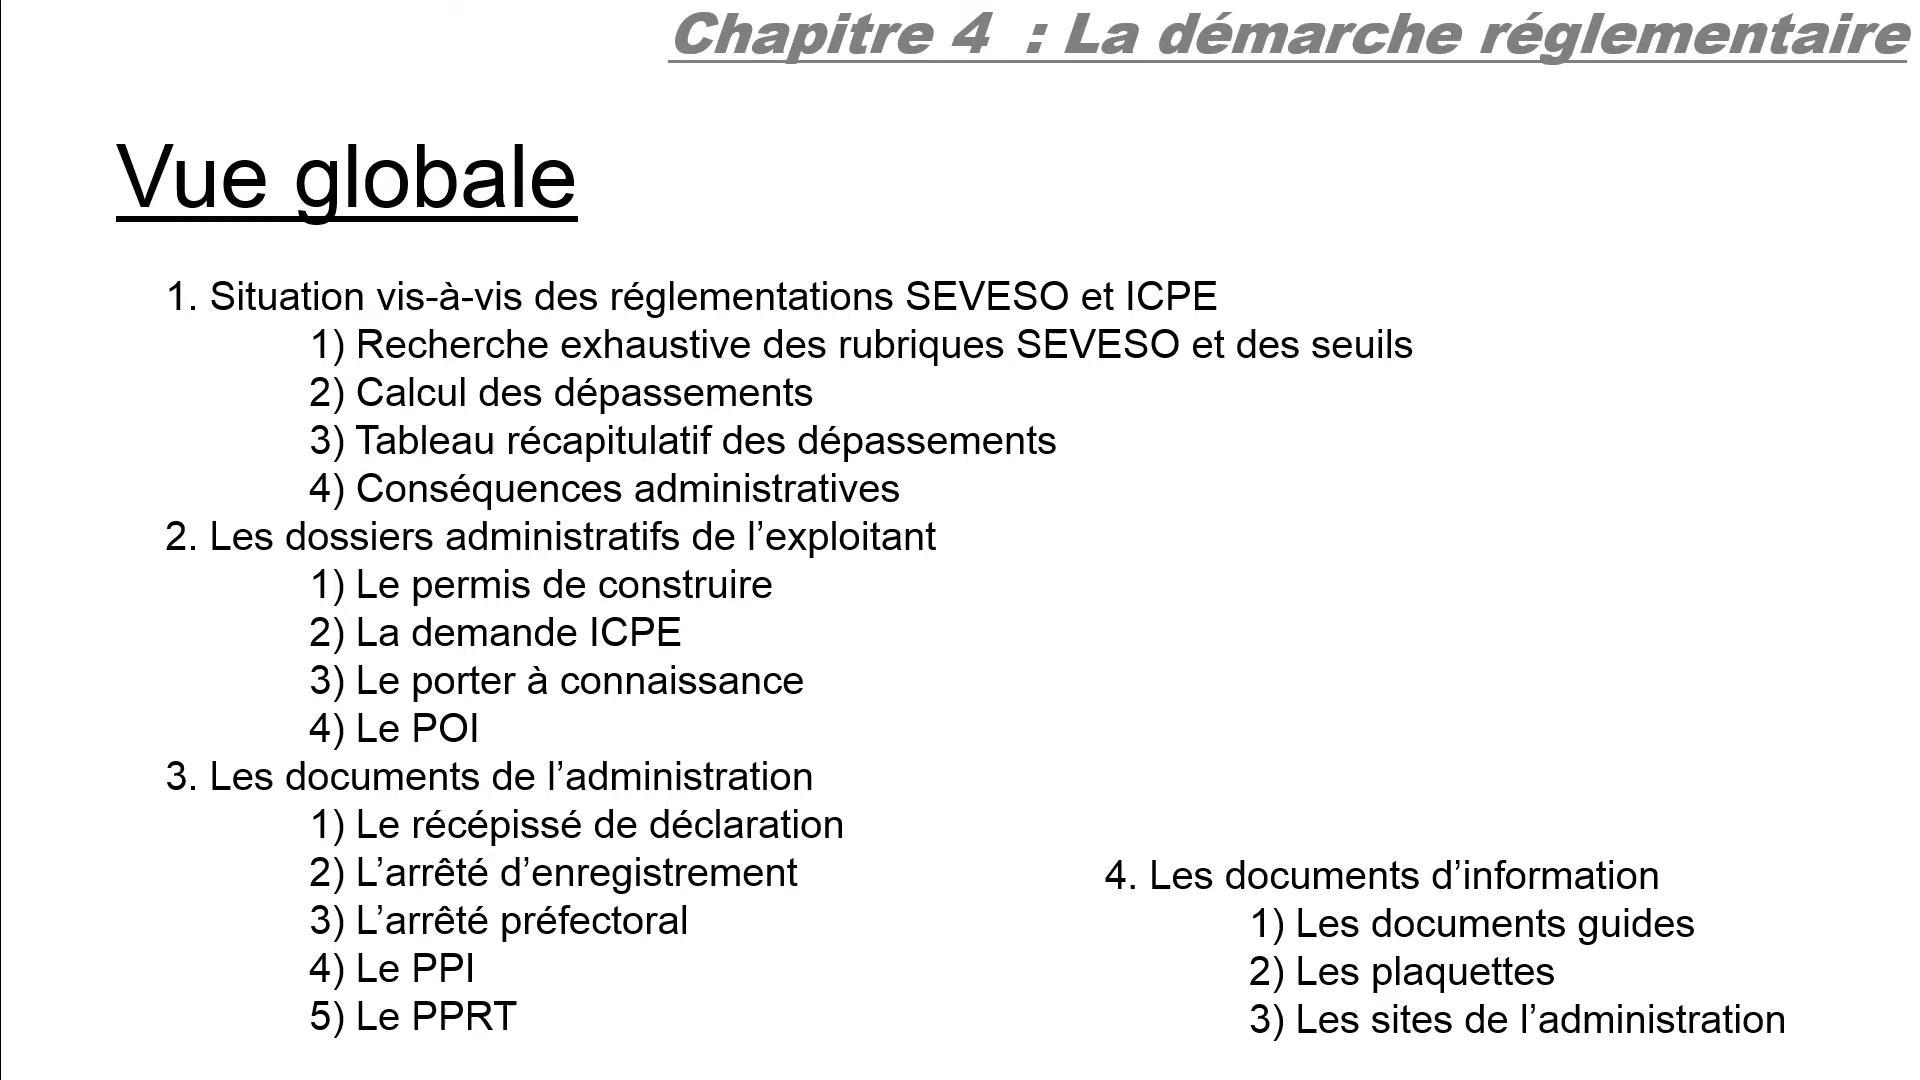 Chapitre 4  : La démarche réglementaire
Vue globale
1. Situation vis-à-vis des réglementations SEVESO et ICPE
1) Recherche exhaustive des rubriques SEVESO et des seuils
2) Calcul des dépassements
3) Tableau récapitulatif des dépassements
4) Conséquences administratives
2. Les dossiers administratifs de l’exploitant
1) Le permis de construire
2) La demande ICPE
3) Le porter à connaissance
4) Le POI
3. Les documents de l’administration
1) Le récépissé de déclaration
2) L’arrêté d’enregistrement
3) L’arrêté préfectoral
4) Le PPI
5) Le PPRT
4. Les documents d’information
1) Les documents guides
2) Les plaquettes
3) Les sites de l’administration